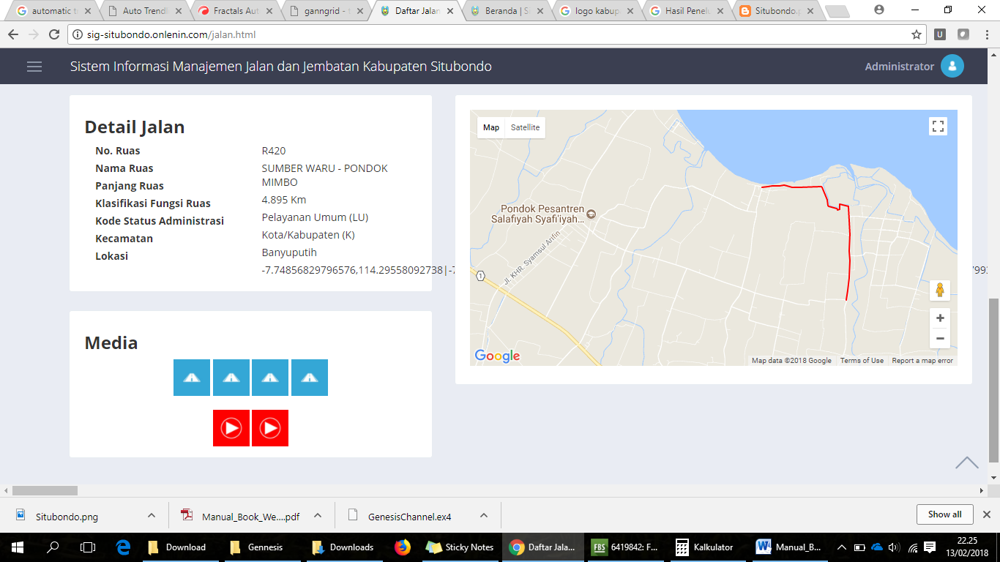 automatic t
Auto Trendl
Fractals Aut
ganngrid - t
Daftar Jalan
Beranda | S
logo kabup
Hasil Penelu
Situbondo.p
sig-situbondo.onlenin.com/jalan.html
U
Sistem Informasi Manajemen Jalan dan Jembatan Kabupaten Situbondo
Administrator
Detail Jalan
No. Ruas R420
Nama Ruas SUMBER WARU - PONDOK
MIMBO
Panjang Ruas 4.895 Km
Klasifikasi Fungsi Ruas Pelayanan Umum (LU)
Kode Status Administrasi Kota/Kabupaten (K)
Kecamatan Banyuputih
Lokasi -7.74856829796576,114.29558092738|-7
7993
Media
Map Satellite
Pondok Pesantren
Salafiyah Syafi'iyah...
Jl. KHR. Syamsul Arifin
1
Google
Map data ©2018 Google Terms of Use Report a map error
Situbondo.png
Manual_Book_We....pdf
GenesisChannel.ex4
Show all
Download
Gennesis
Downloads
Sticky Notes
Daftar Jala...
FBS 6419842: F...
Kalkulator
Manual_B...
22.25
13/02/2018